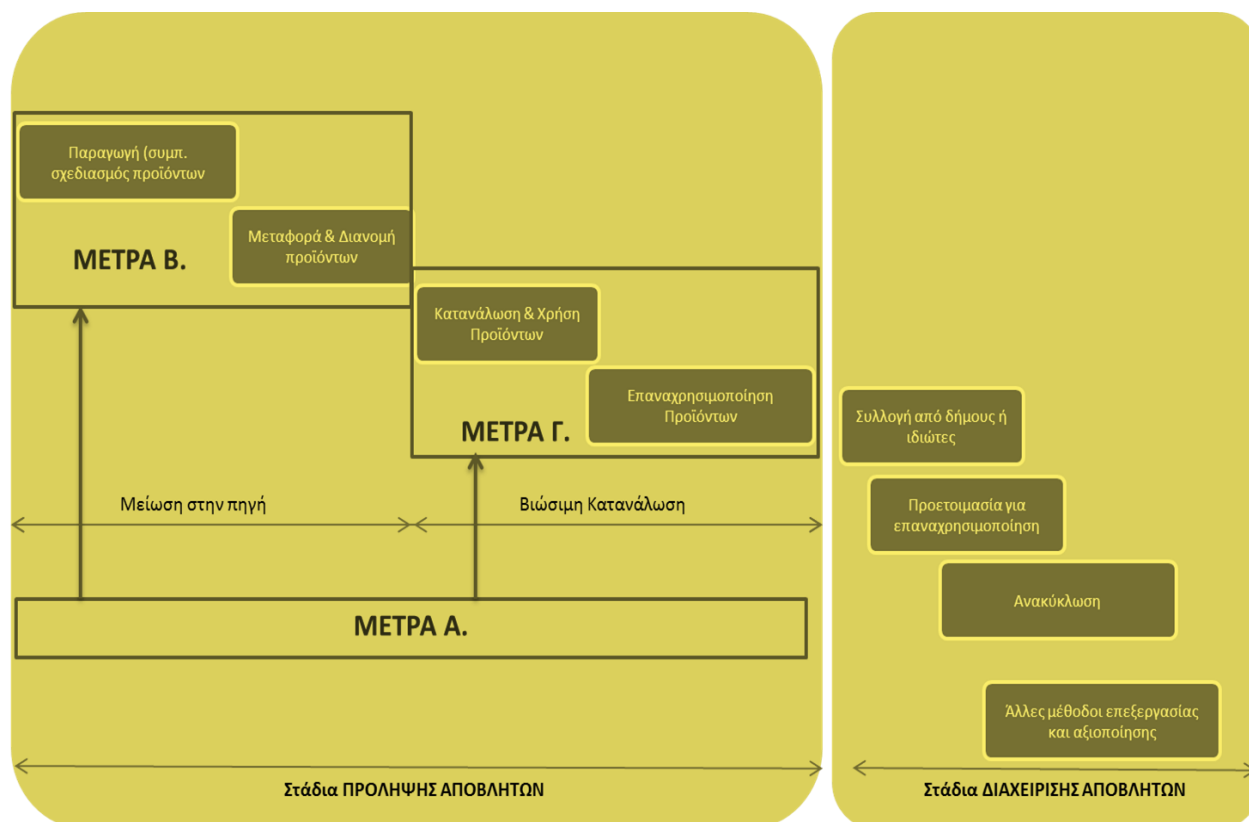 Παραγωγή (συμπ.
σχεδιασμός προϊόντων
Μεταφορά & Διανομή
προϊόντων
ΜΕΤΡΑ Β.
Κατανάλωση & Χρήση
Προϊόντων
Επαναχρησιμοποίηση
Προϊόντων
ΜΕΤΡΑ Γ.
Μείωση στην πηγή
Βιώσιμη Κατανάλωση
ΜΕΤΡΑ Α.
Στάδια ΠΡΟΛΗΨΗΣ ΑΠΟΒΛΗΤΩΝ
Συλλογή από δήμους ή
ιδιώτες
Προετοιμασία για
επαναχρησιμοποίηση
Ανακύκλωση
Άλλες μέθοδοι επεξεργασίας
και αξιοποίησης
Στάδια ΔΙΑΧΕΙΡΙΣΗΣ ΑΠΟΒΛΗΤΩΝ